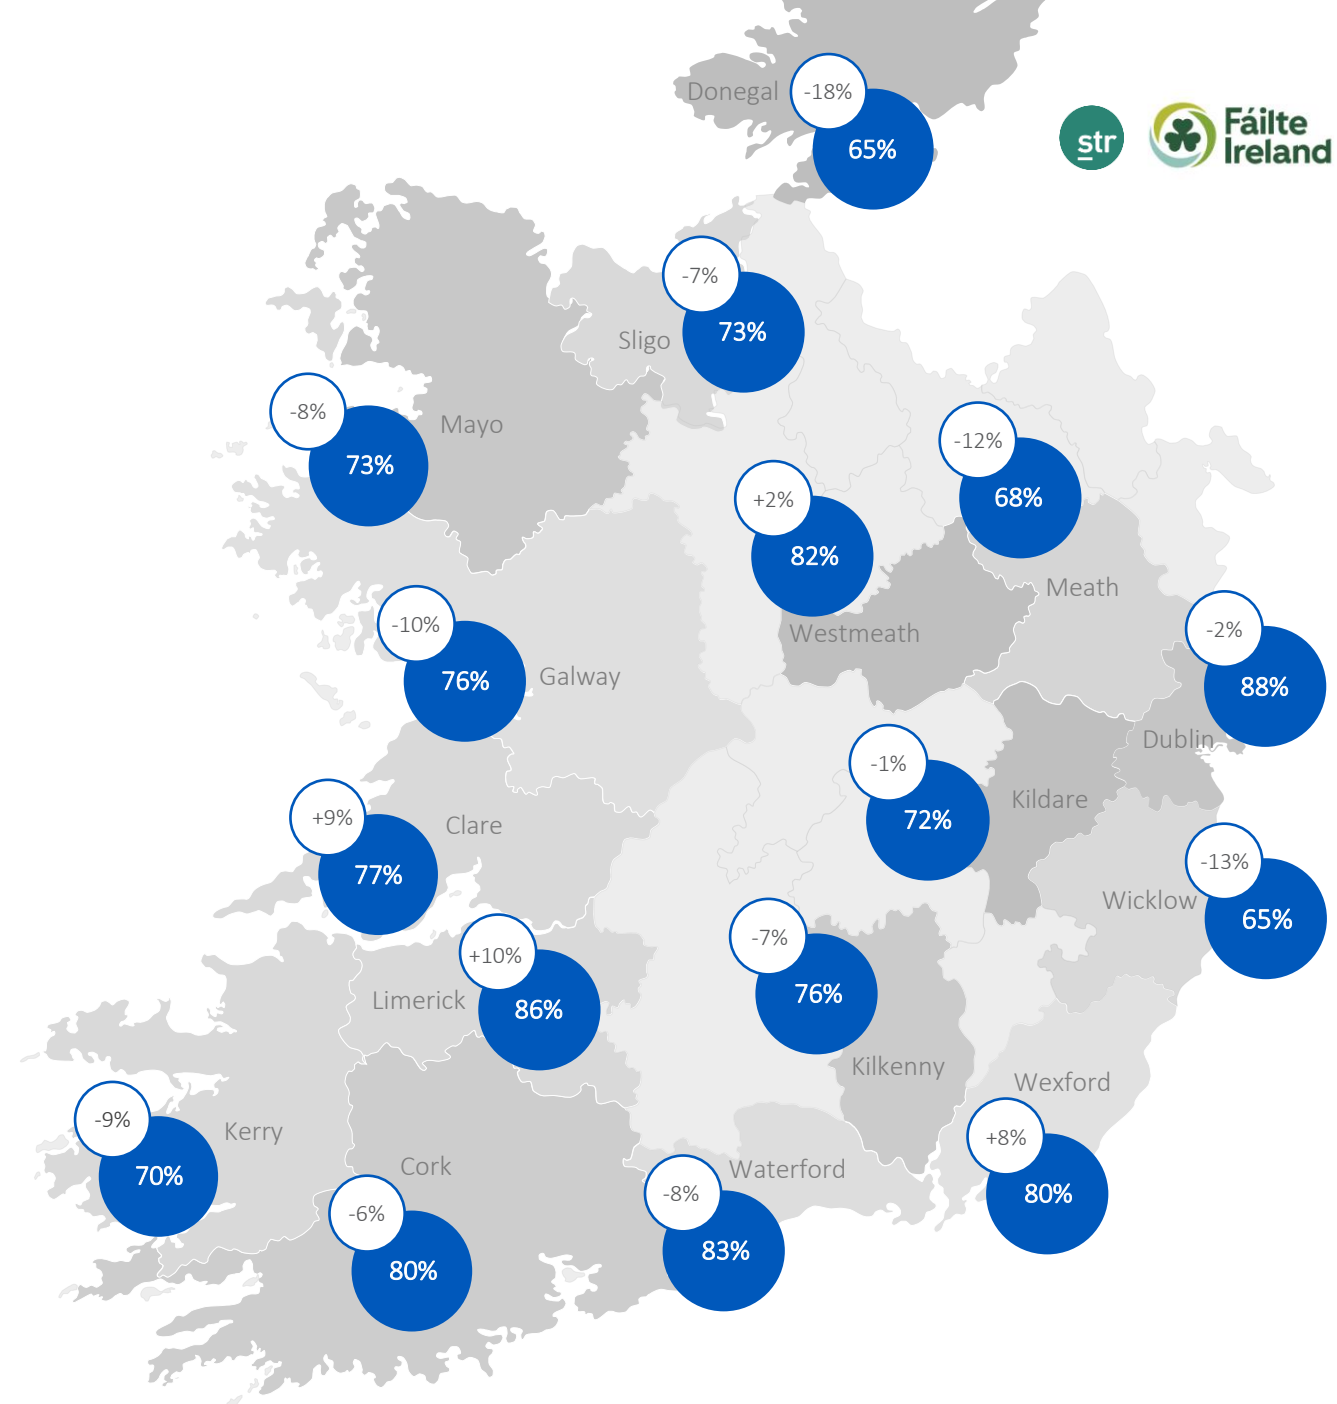 Donegal
-18%
65%
str
Fáilte
Ireland
-7%
73%
Sligo
-8%
73%
Mayo
-12%
68%
Meath
+2%
82%
Westmeath
-10%
76%
Galway
-2%
88%
Dublin
-1%
72%
Kildare
+9%
77%
Clare
-13%
65%
Wicklow
+10%
86%
Limerick
-7%
76%
Kilkenny
Wexford
+8%
80%
-9%
70%
Kerry
Cork
-6%
80%
Waterford
-8%
83%